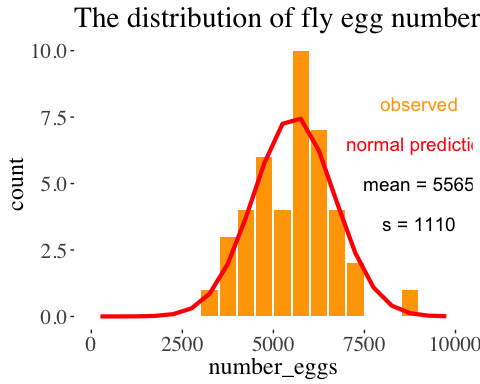 The distribution of fly egg number
10.0
7.5
5.0
2.5
0.0
count
observed
normal predictic
mean = 5565
s = 1110
0 2500 5000 7500 10000
number_eggs